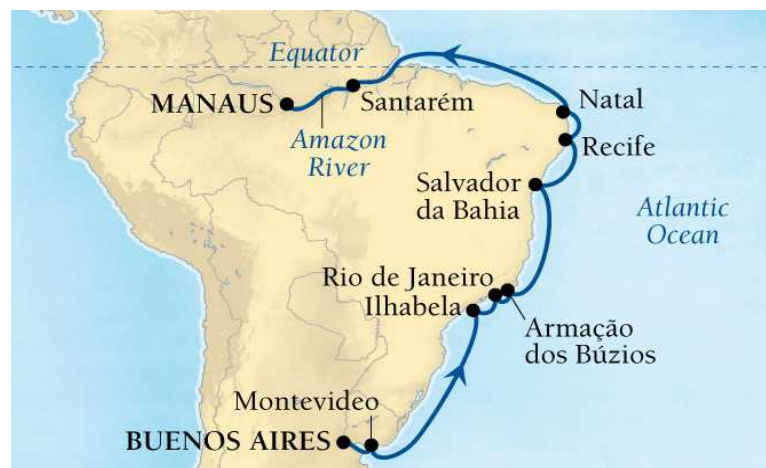 Equator
MANAUS
Santarém
Natal
Amazon
River
Recife
Salvador
da Bahia
Atlantic
Ocean
Rio de Janeiro
Ilhabela
Armação
dos Búzios
Montevideo
BUENOS AIRES